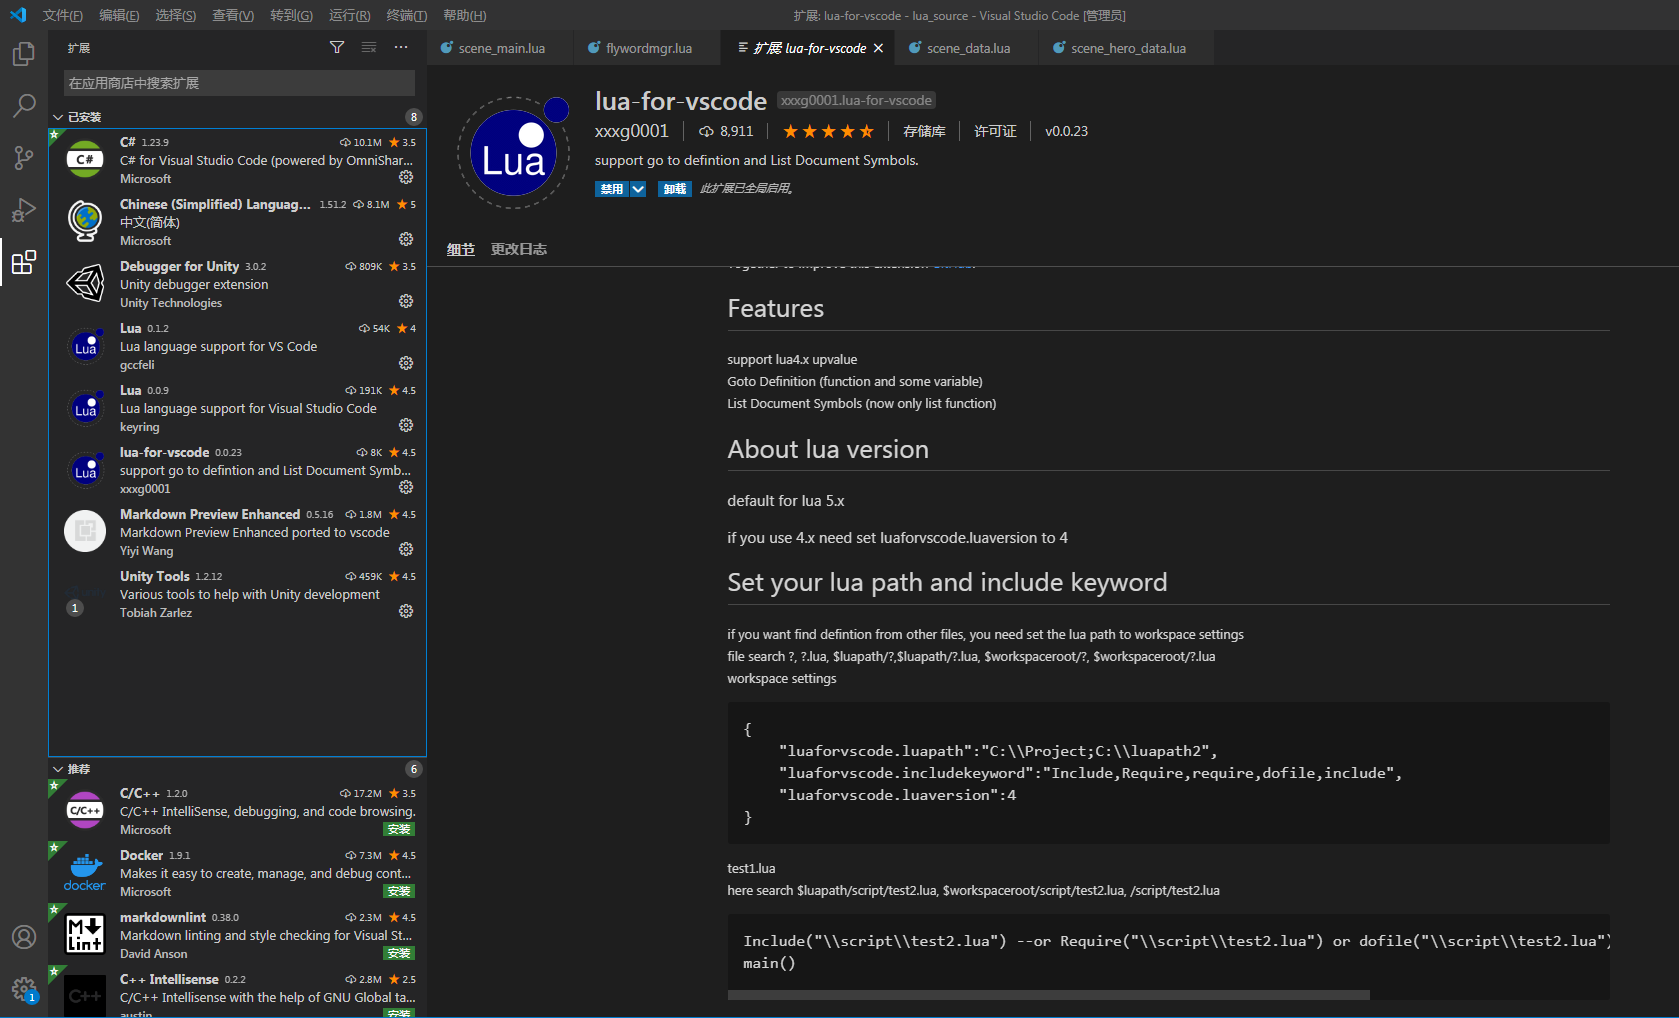 文件(F) 编辑(E) 选择(S) 查看(V) 转到(G) 运行(R) 终端(T) 帮助(H)
扩展: lua-for-vscode - lua_source - Visual Studio Code [管理员]
扩展
在应用商店中搜索扩展
已安装 8
C# 1.23.9 10.1M 3.5
C# for Visual Studio Code (powered by OmniShar...
Microsoft
Chinese (Simplified) Languag... 1.51.2 8.1M 5
中文(简体)
Microsoft
Debugger for Unity 3.0.2 809K 3.5
Unity debugger extension
Unity Technologies
Lua 0.1.2 54K 4
Lua language support for VS Code
gccfeli
Lua 0.0.9 191K 4.5
Lua language support for Visual Studio Code
keyring
lua-for-vscode 0.0.23 8K 4.5
support go to defintion and List Document Symb...
xxxg0001
Markdown Preview Enhanced 0.5.16 1.8M 4.5
Markdown Preview Enhanced ported to vscode
Yiyi Wang
Unity Tools 1.2.12 459K 4.5
Various tools to help with Unity development
1
Tobiah Zarlez
推荐 6
C/C++ 1.2.0 17.2M 3.5
C/C++ IntelliSense, debugging, and code browsing.
Microsoft 安装
Docker 1.9.1 7.3M 4.5
Makes it easy to create, manage, and debug cont...
Microsoft 安装
markdownlint 0.38.0 2.3M 4.5
Markdown linting and style checking for Visual St...
David Anson 安装
C++ Intellisense 0.2.2 2.8M 2.5
C/C++ Intellisense with the help of GNU Global ta...
austin 安装
C#
Lua
Lua
Lua
C/C++
docker
M Lint
C++
1
scene_main.lua flywordmgr.lua 扩展 lua-for-vscode scene_data.lua scene_hero_data.lua
Lua
lua-for-vscode xxxg0001.lua-for-vscode
xxxg0001 8,911 存储库 许可证 v0.0.23
support go to defintion and List Document Symbols.
禁用 卸载 此扩展已全局启用。
细节 更改日志
Together to improve this extension GitHub.
Features
support lua4.x upvalue
Goto Definition (function and some variable)
List Document Symbols (now only list function)
About lua version
default for lua 5.x
if you use 4.x need set luaforvscode.luaversion to 4
Set your lua path and include keyword
if you want find defintion from other files, you need set the lua path to workspace settings
file search ?, ?.lua, $luapath/?,$luapath/?.lua, $workspaceroot/?, $workspaceroot/?.lua
workspace settings
{
"luaforvscode.luapath":"C:\\Project;C:\\luapath2",
"luaforvscode.includekeyword":"Include,Require,require,dofile,include",
"luaforvscode.luaversion":4
}
test1.lua
here search $luapath/script/test2.lua, $workspaceroot/script/test2.lua, /script/test2.lua
Include("\\script\\test2.lua") --or Require("\\script\\test2.lua") or dofile("\\script\\test2.lua")
main()